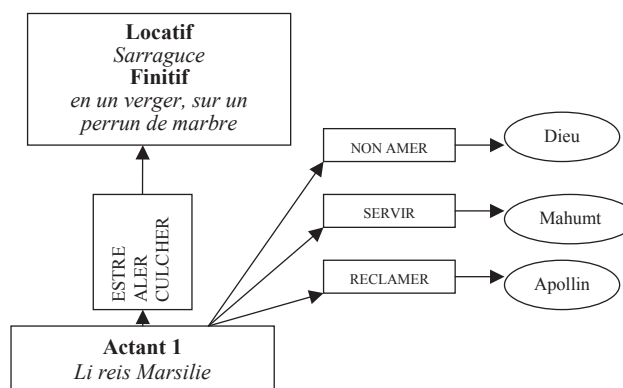 Locatif
Sarraguce
Finitif
en un verger, sur un
perrun de marbre
NON AMER
Dieu
SERVIR
Mahumt
RECLAMER
Apollin
ESTRE
ALER
CULCHER
Actant 1
Li reis Marsilie